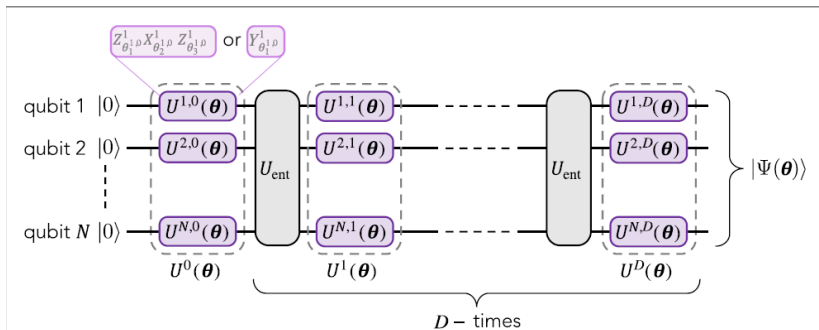 Z¹_{θ₁^{1,0}} X¹_{θ₂^{1,0}} Z¹_{θ₃^{1,0}} or Y¹_{θ₁^{1,0}}
qubit 1 |0⟩ U^{1,0}(θ) U^{1,1}(θ) U^{1,D}(θ)
qubit 2 |0⟩ U^{2,0}(θ) U_ent U^{2,1}(θ) U_ent U^{2,D}(θ) |Ψ(θ)⟩
qubit N |0⟩ U^{N,0}(θ) U^{N,1}(θ) U^{N,D}(θ)
U⁰(θ) U¹(θ) U^D(θ)
D − times